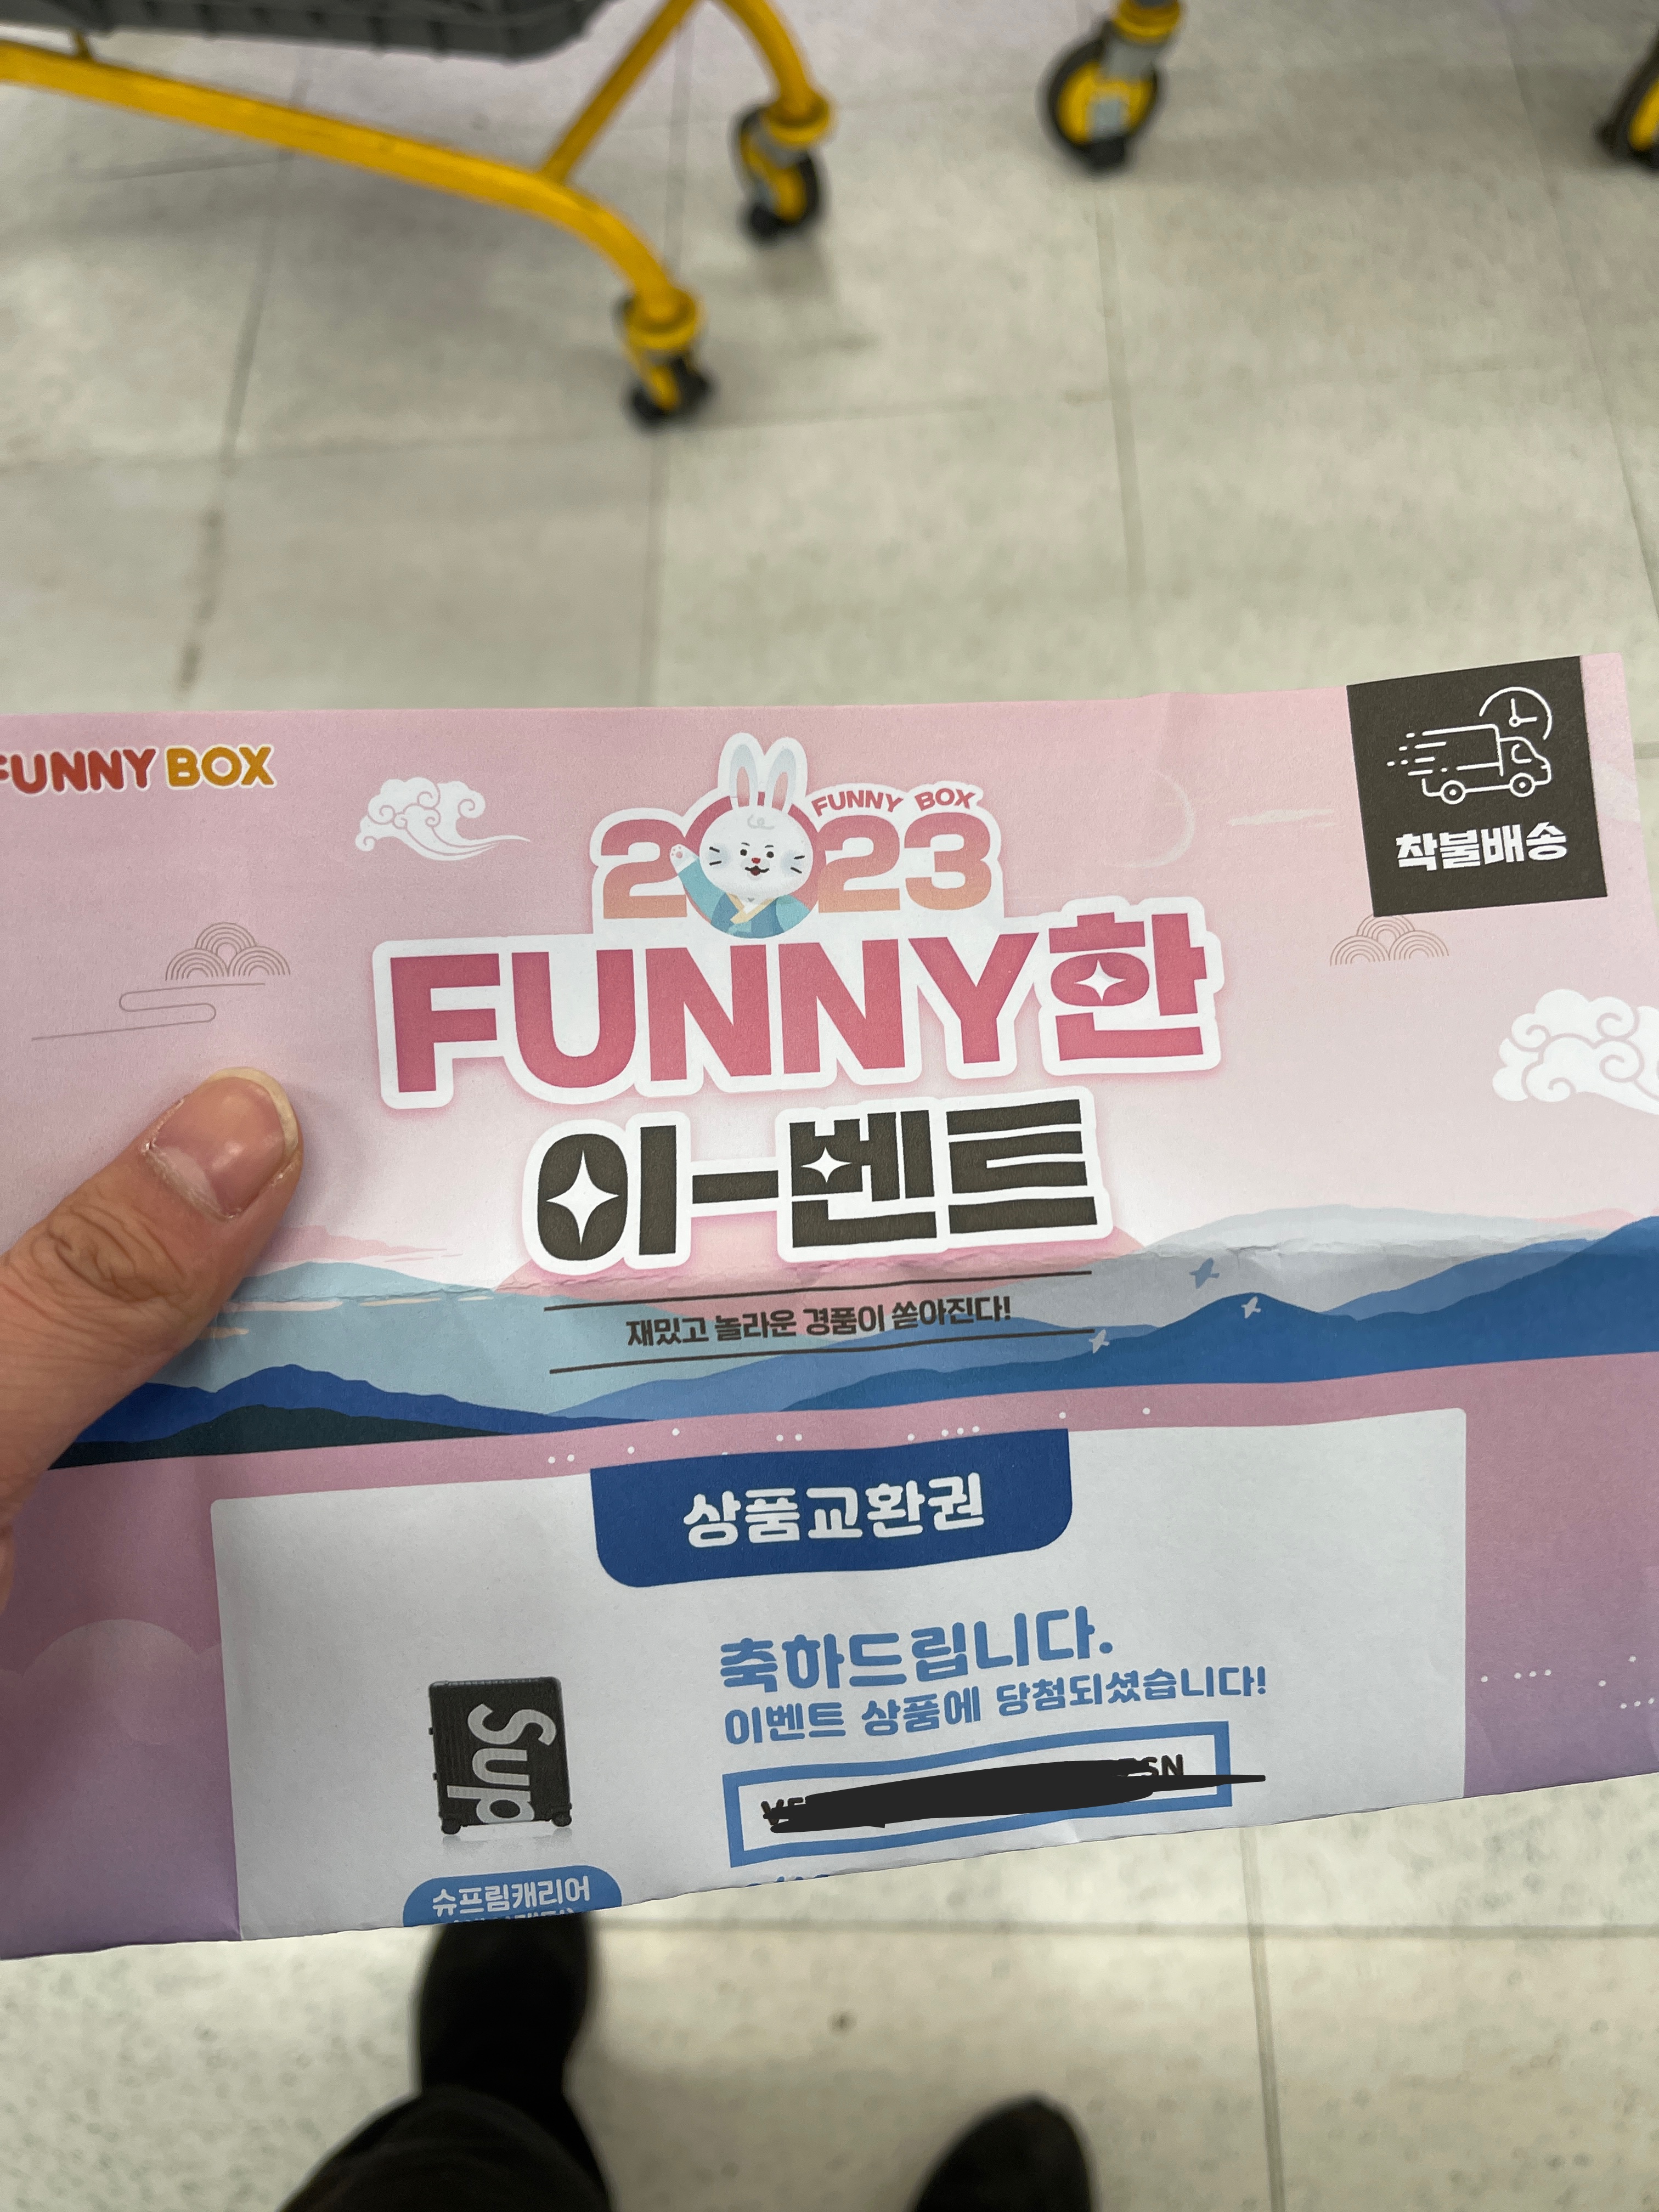 FUNNY BOX
착불배송
2023 FUNNY BOX
FUNNY한
이-벤트
재밌고 놀라운 경품이 쏟아진다!
상품교환권
축하드립니다.
이벤트 상품에 당첨되셨습니다!
Sup
슈프림캐리어